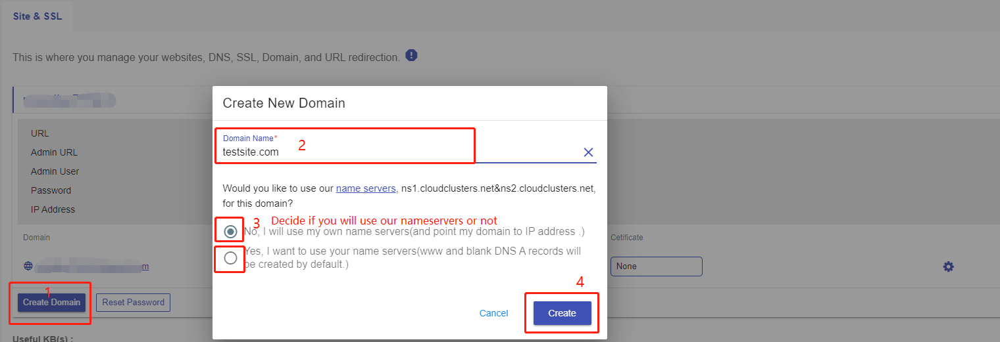 Site & SSL
This is where you manage your websites, DNS, SSL, Domain, and URL redirection.
URL
Admin URL
Admin User
Password
IP Address
Domain
m
1
Create Domain
Reset Password
Useful KB(s) :
Create New Domain
Domain Name*
testsite.com
2
Would you like to use our name servers, ns1.cloudclusters.net&ns2.cloudclusters.net,
for this domain?
3 Decide if you will use our nameservers or not
No, I will use my own name servers(and point my domain to IP address .)
Yes, I want to use your name servers(www and blank DNS A records will
be created by default.)
4
Cancel
Create
Cetificate
None